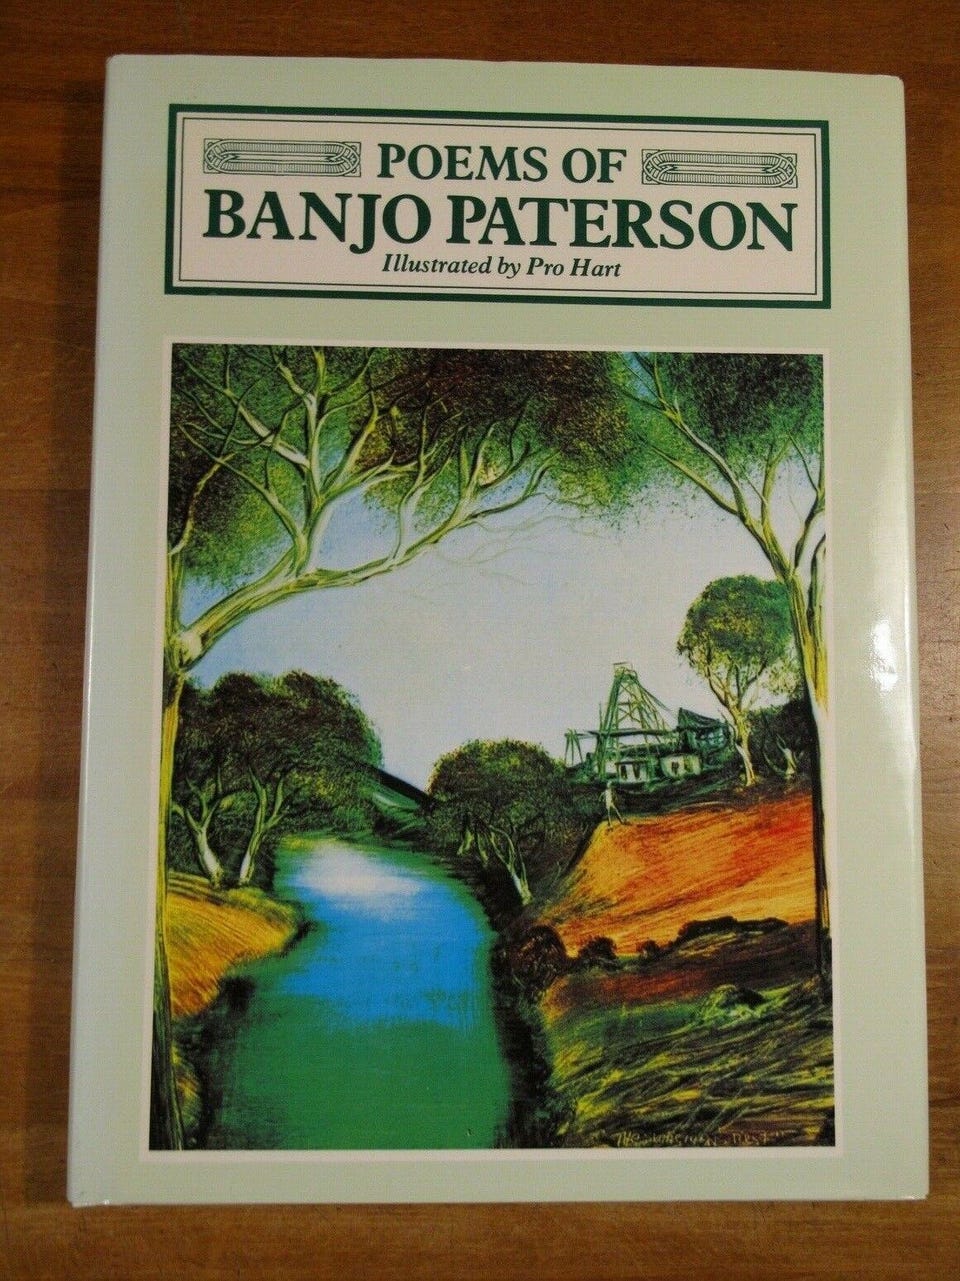 POEMS OF
BANJO PATERSON
Illustrated by Pro Hart